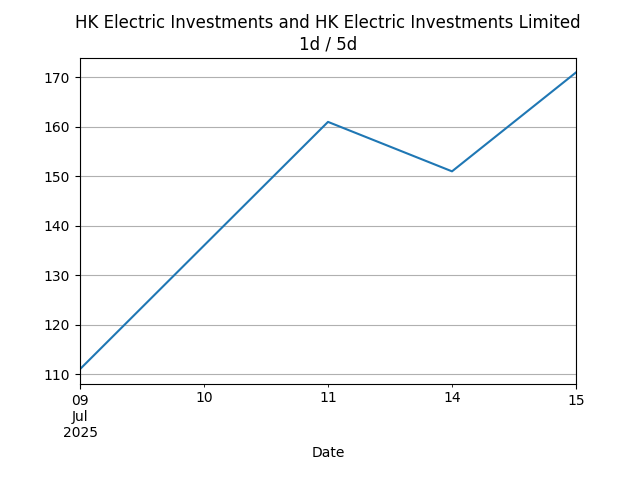 HK Electric Investments and HK Electric Investments Limited
1d / 5d
170
160
150
140
130
120
110
09 10 11 14 15
Jul
2025
Date